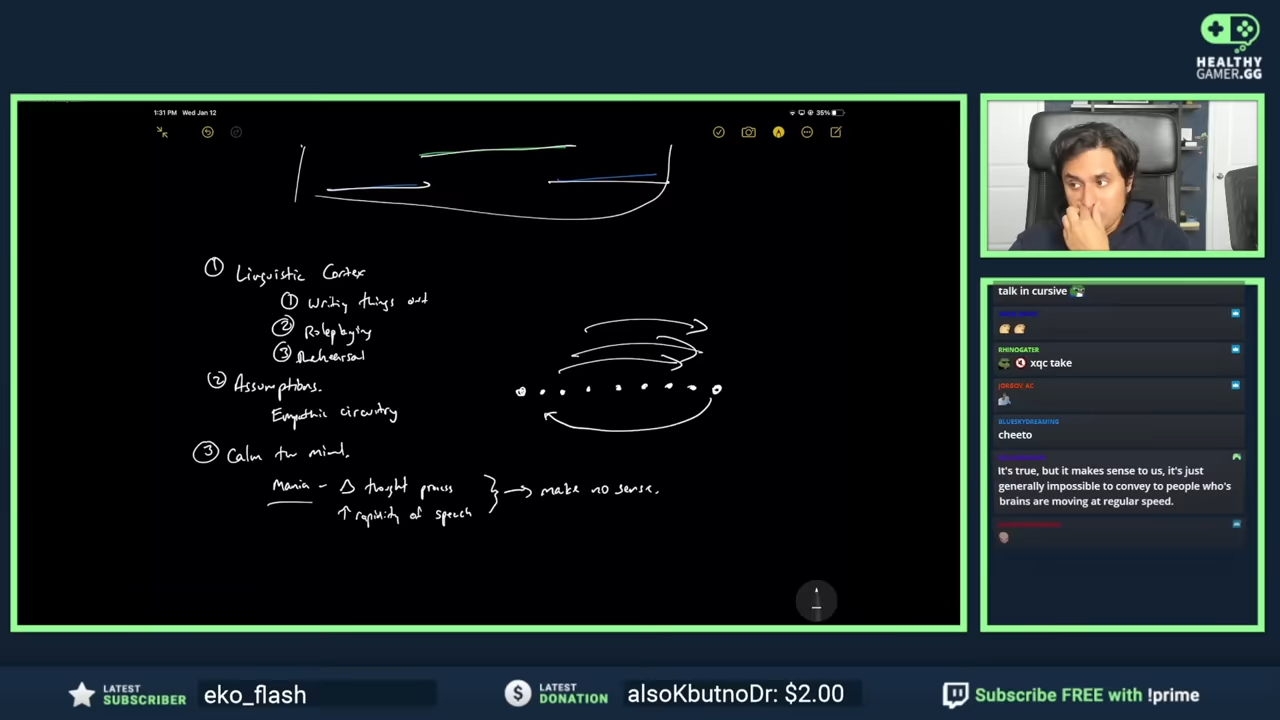 HEALTHY
GAMER.GG
1:31 PM Wed Jan 12
35%
① Linguistic Cortex
① Writing things out
② Roleplaying
③ Rehearsal
② Assumptions.
Empathic circuitry
③ Calm the mind.
Mania - Δ thought process
↑ rapidity of speech
→ make no sense.
talk in cursive
RHINOGATER
xqc take
JORGOV AC
BLUESKYDREAMING
cheeto
It's true, but it makes sense to us, it's just
generally impossible to convey to people who's
brains are moving at regular speed.
LATEST
SUBSCRIBER
eko_flash
LATEST
DONATION
alsoKbutnoDr: $2.00
Subscribe FREE with !prime